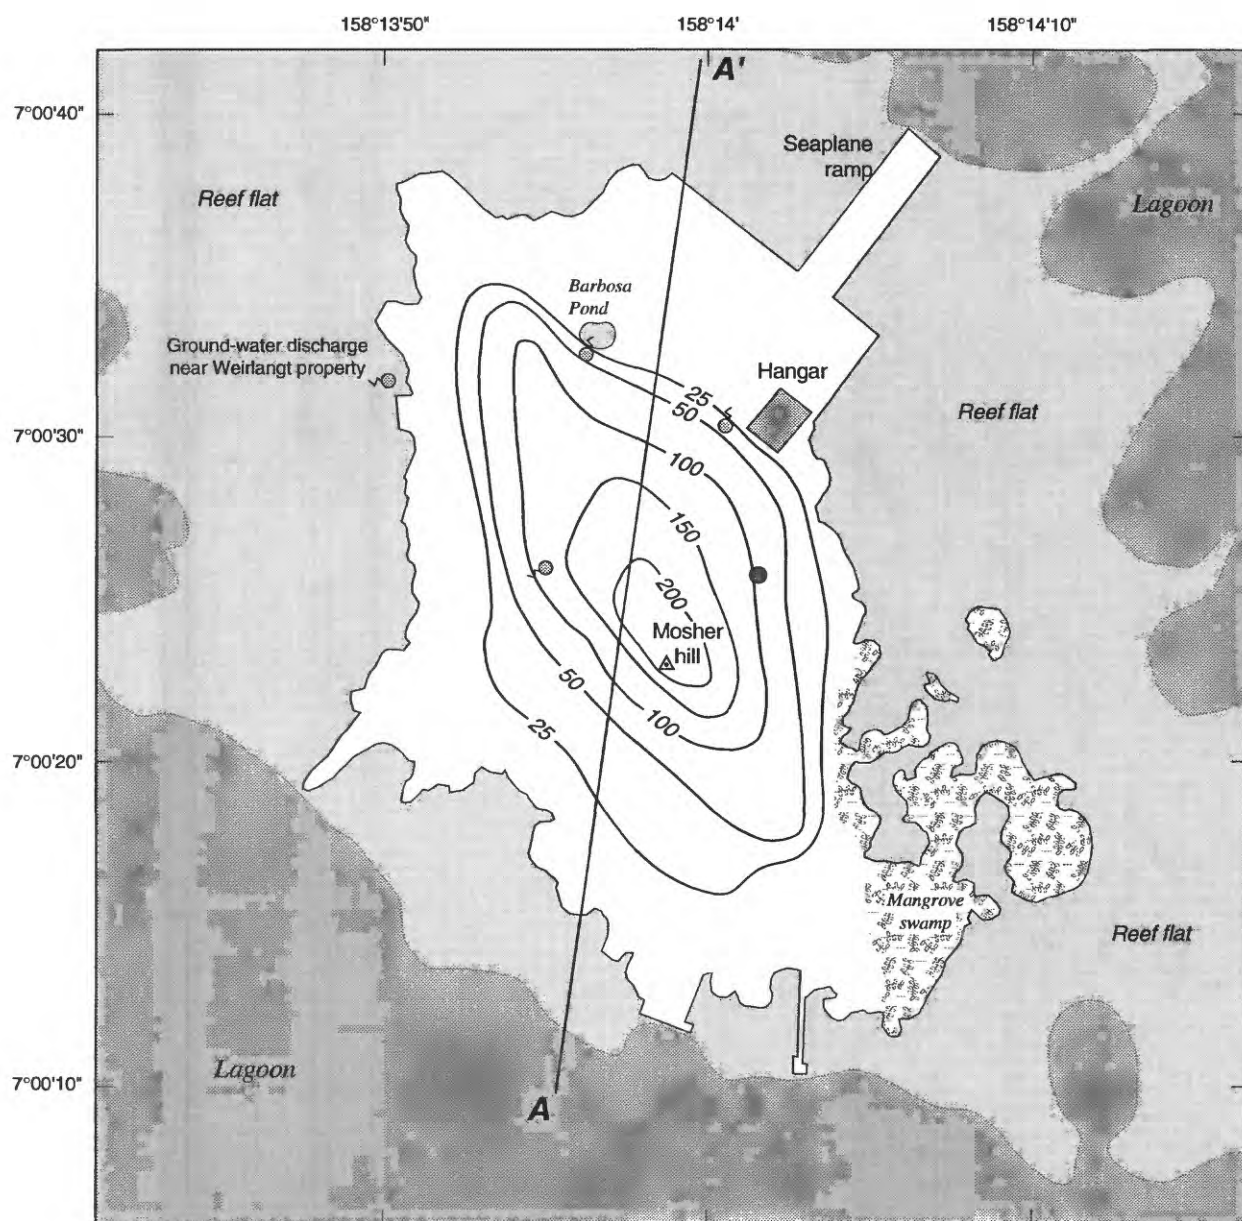 158°13'50"
158°14'
158°14'10"
A'
7°00'40"
Seaplane
ramp
Reef flat
Lagoon
Barbosa
Pond
Ground-water discharge
near Weirlangt property
Hangar
25
50
Reef flat
7°00'30"
100
150
200
Mosher
hill
50
100
25
7°00'20"
Mangrove
swamp
Reef flat
Lagoon
7°00'10"
A